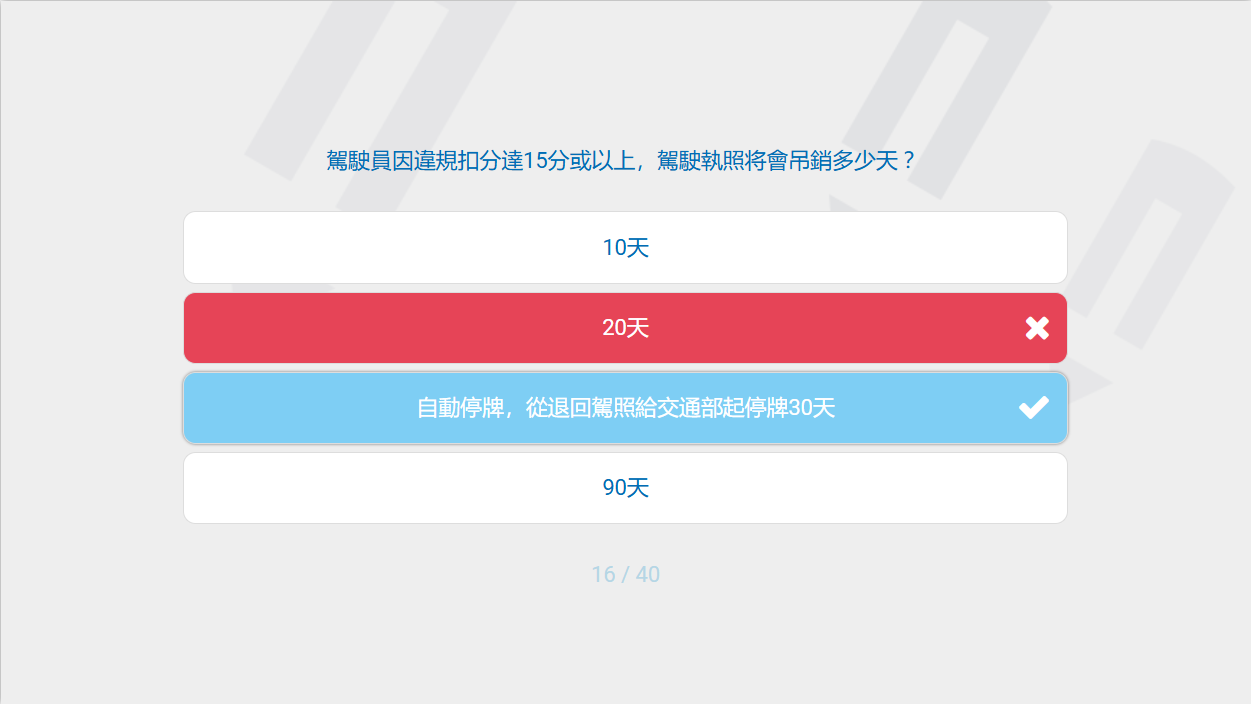 駕駛員因違規扣分達15分或以上，駕駛執照将會吊銷多少天？
10天
20天
自動停牌，從退回駕照給交通部起停牌30天
90天
16 / 40